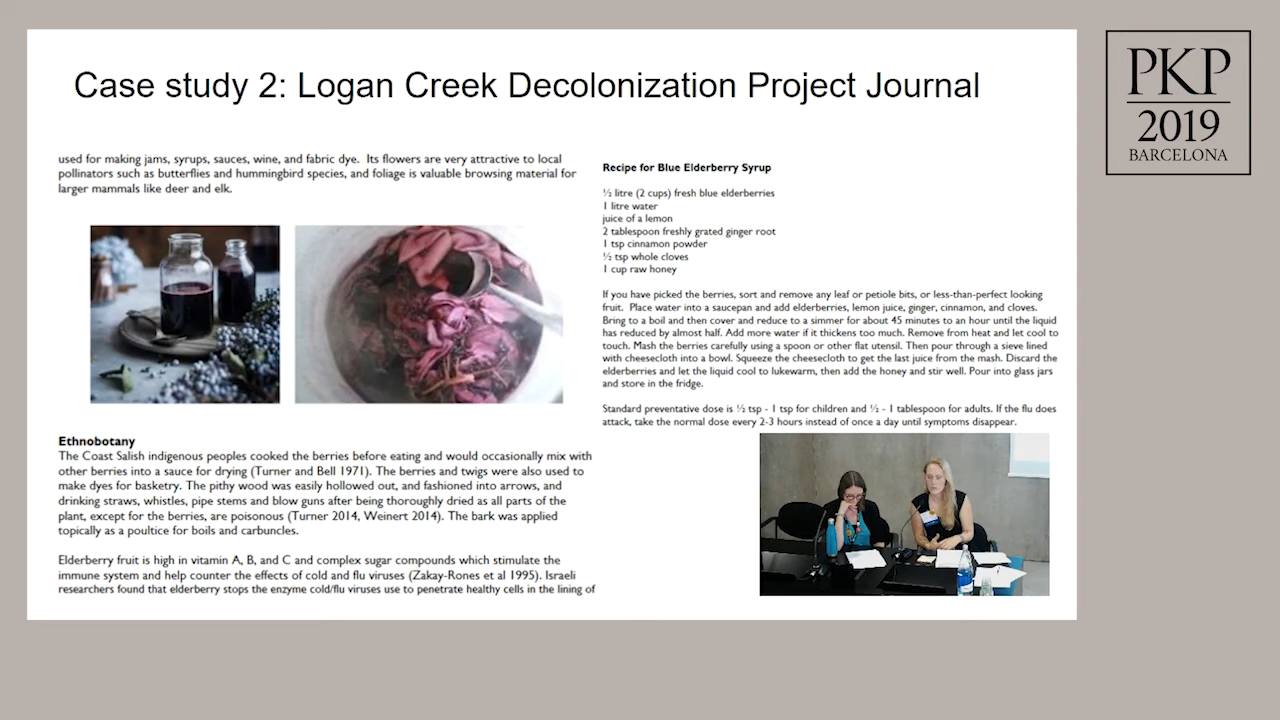 Case study 2: Logan Creek Decolonization Project Journal
used for making jams, syrups, sauces, wine, and fabric dye.  Its flowers are very attractive to local
pollinators such as butterflies and hummingbird species, and foliage is valuable browsing material for
larger mammals like deer and elk.
Ethnobotany
The Coast Salish indigenous peoples cooked the berries before eating and would occasionally mix with
other berries into a sauce for drying (Turner and Bell 1971). The berries and twigs were also used to
make dyes for basketry. The pithy wood was easily hollowed out, and fashioned into arrows, and
drinking straws, whistles, pipe stems and blow guns after being thoroughly dried as all parts of the
plant, except for the berries, are poisonous (Turner 2014, Weinert 2014). The bark was applied
topically as a poultice for boils and carbuncles.
Elderberry fruit is high in vitamin A, B, and C and complex sugar compounds which stimulate the
immune system and help counter the effects of cold and flu viruses (Zakay-Rones et al 1995). Israeli
researchers found that elderberry stops the enzyme cold/flu viruses use to penetrate healthy cells in the lining of
Recipe for Blue Elderberry Syrup
½ litre (2 cups) fresh blue elderberries
1 litre water
juice of a lemon
2 tablespoon freshly grated ginger root
1 tsp cinnamon powder
½ tsp whole cloves
1 cup raw honey
If you have picked the berries, sort and remove any leaf or petiole bits, or less-than-perfect looking
fruit.  Place water into a saucepan and add elderberries, lemon juice, ginger, cinnamon, and cloves.
Bring to a boil and then cover and reduce to a simmer for about 45 minutes to an hour until the liquid
has reduced by almost half. Add more water if it thickens too much. Remove from heat and let cool to
touch. Mash the berries carefully using a spoon or other flat utensil. Then pour through a sieve lined
with cheesecloth into a bowl. Squeeze the cheesecloth to get the last juice from the mash. Discard the
elderberries and let the liquid cool to lukewarm, then add the honey and stir well. Pour into glass jars
and store in the fridge.
Standard preventative dose is ½ tsp - 1 tsp for children and ½ - 1 tablespoon for adults. If the flu does
attack, take the normal dose every 2-3 hours instead of once a day until symptoms disappear.
PKP
2019
BARCELONA